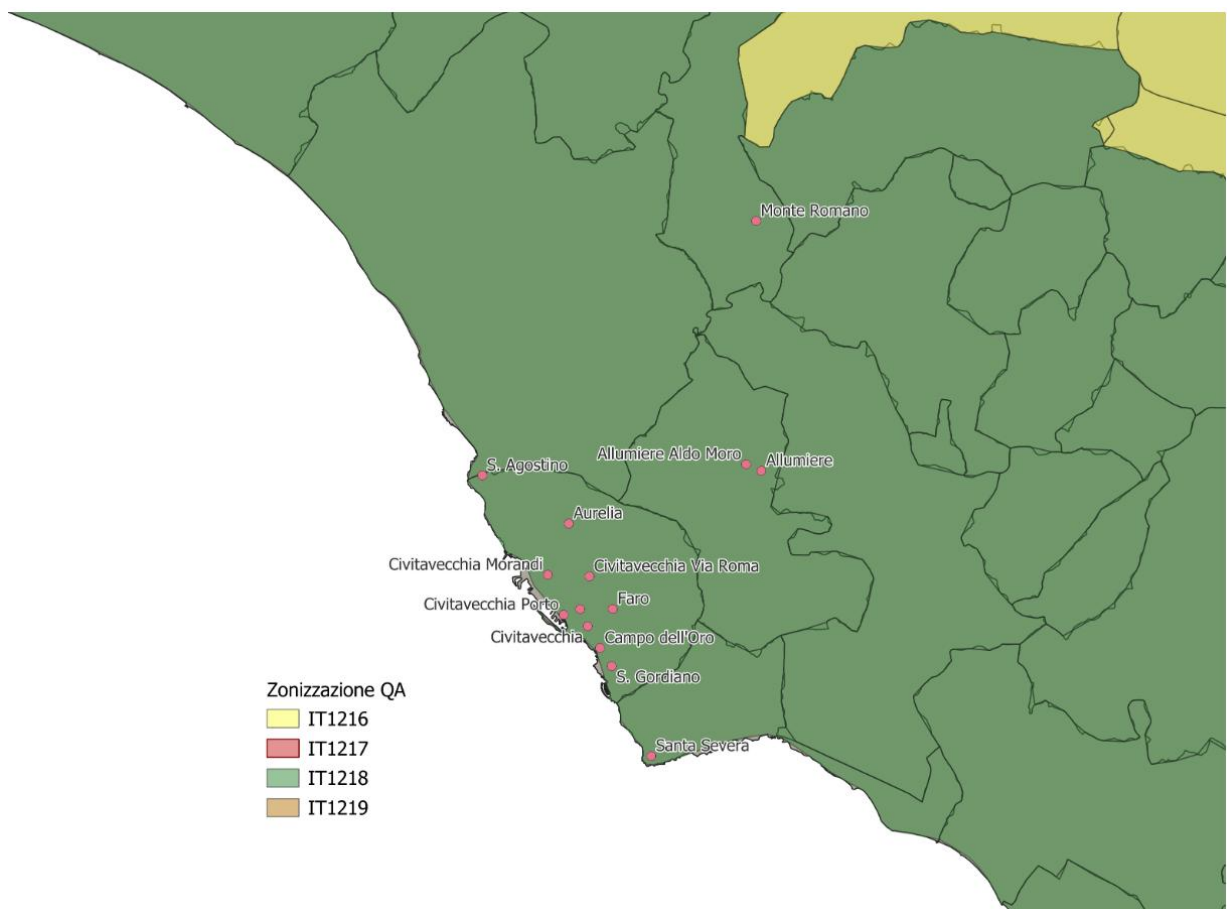 Monte Romano
Allumiere Aldo Moro
Allumiere
S. Agostino
Aurelia
Civitavecchia Morandi
Civitavecchia Via Roma
Civitavecchia Porto
Faro
Civitavecchia
Campo dell'Oro
S. Gordiano
Santa Severa
Zonizzazione QA
IT1216
IT1217
IT1218
IT1219